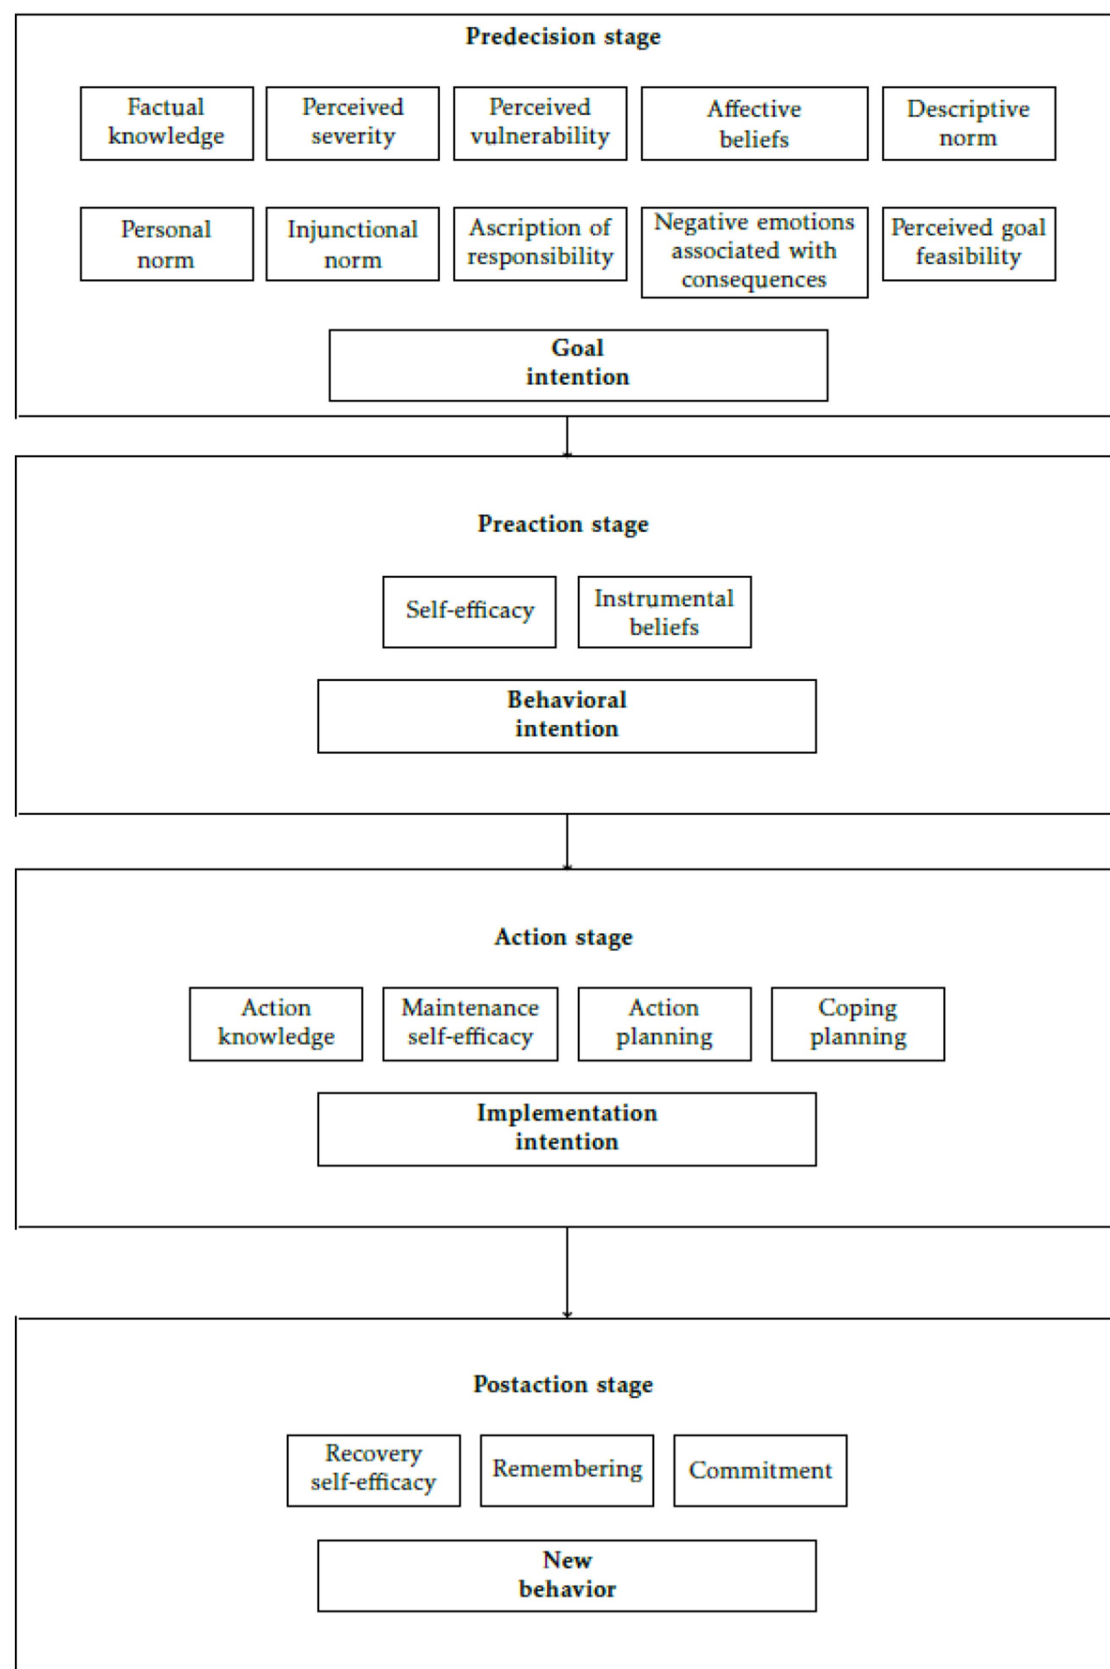 Predecision stage
Factual
knowledge
Perceived
severity
Perceived
vulnerability
Affective
beliefs
Descriptive
norm
Personal
norm
Injunctional
norm
Ascription of
responsibility
Negative emotions
associated with
consequences
Perceived goal
feasibility
Goal
intention
Preaction stage
Self-efficacy
Instrumental
beliefs
Behavioral
intention
Action stage
Action
knowledge
Maintenance
self-efficacy
Action
planning
Coping
planning
Implementation
intention
Postaction stage
Recovery
self-efficacy
Remembering
Commitment
New
behavior